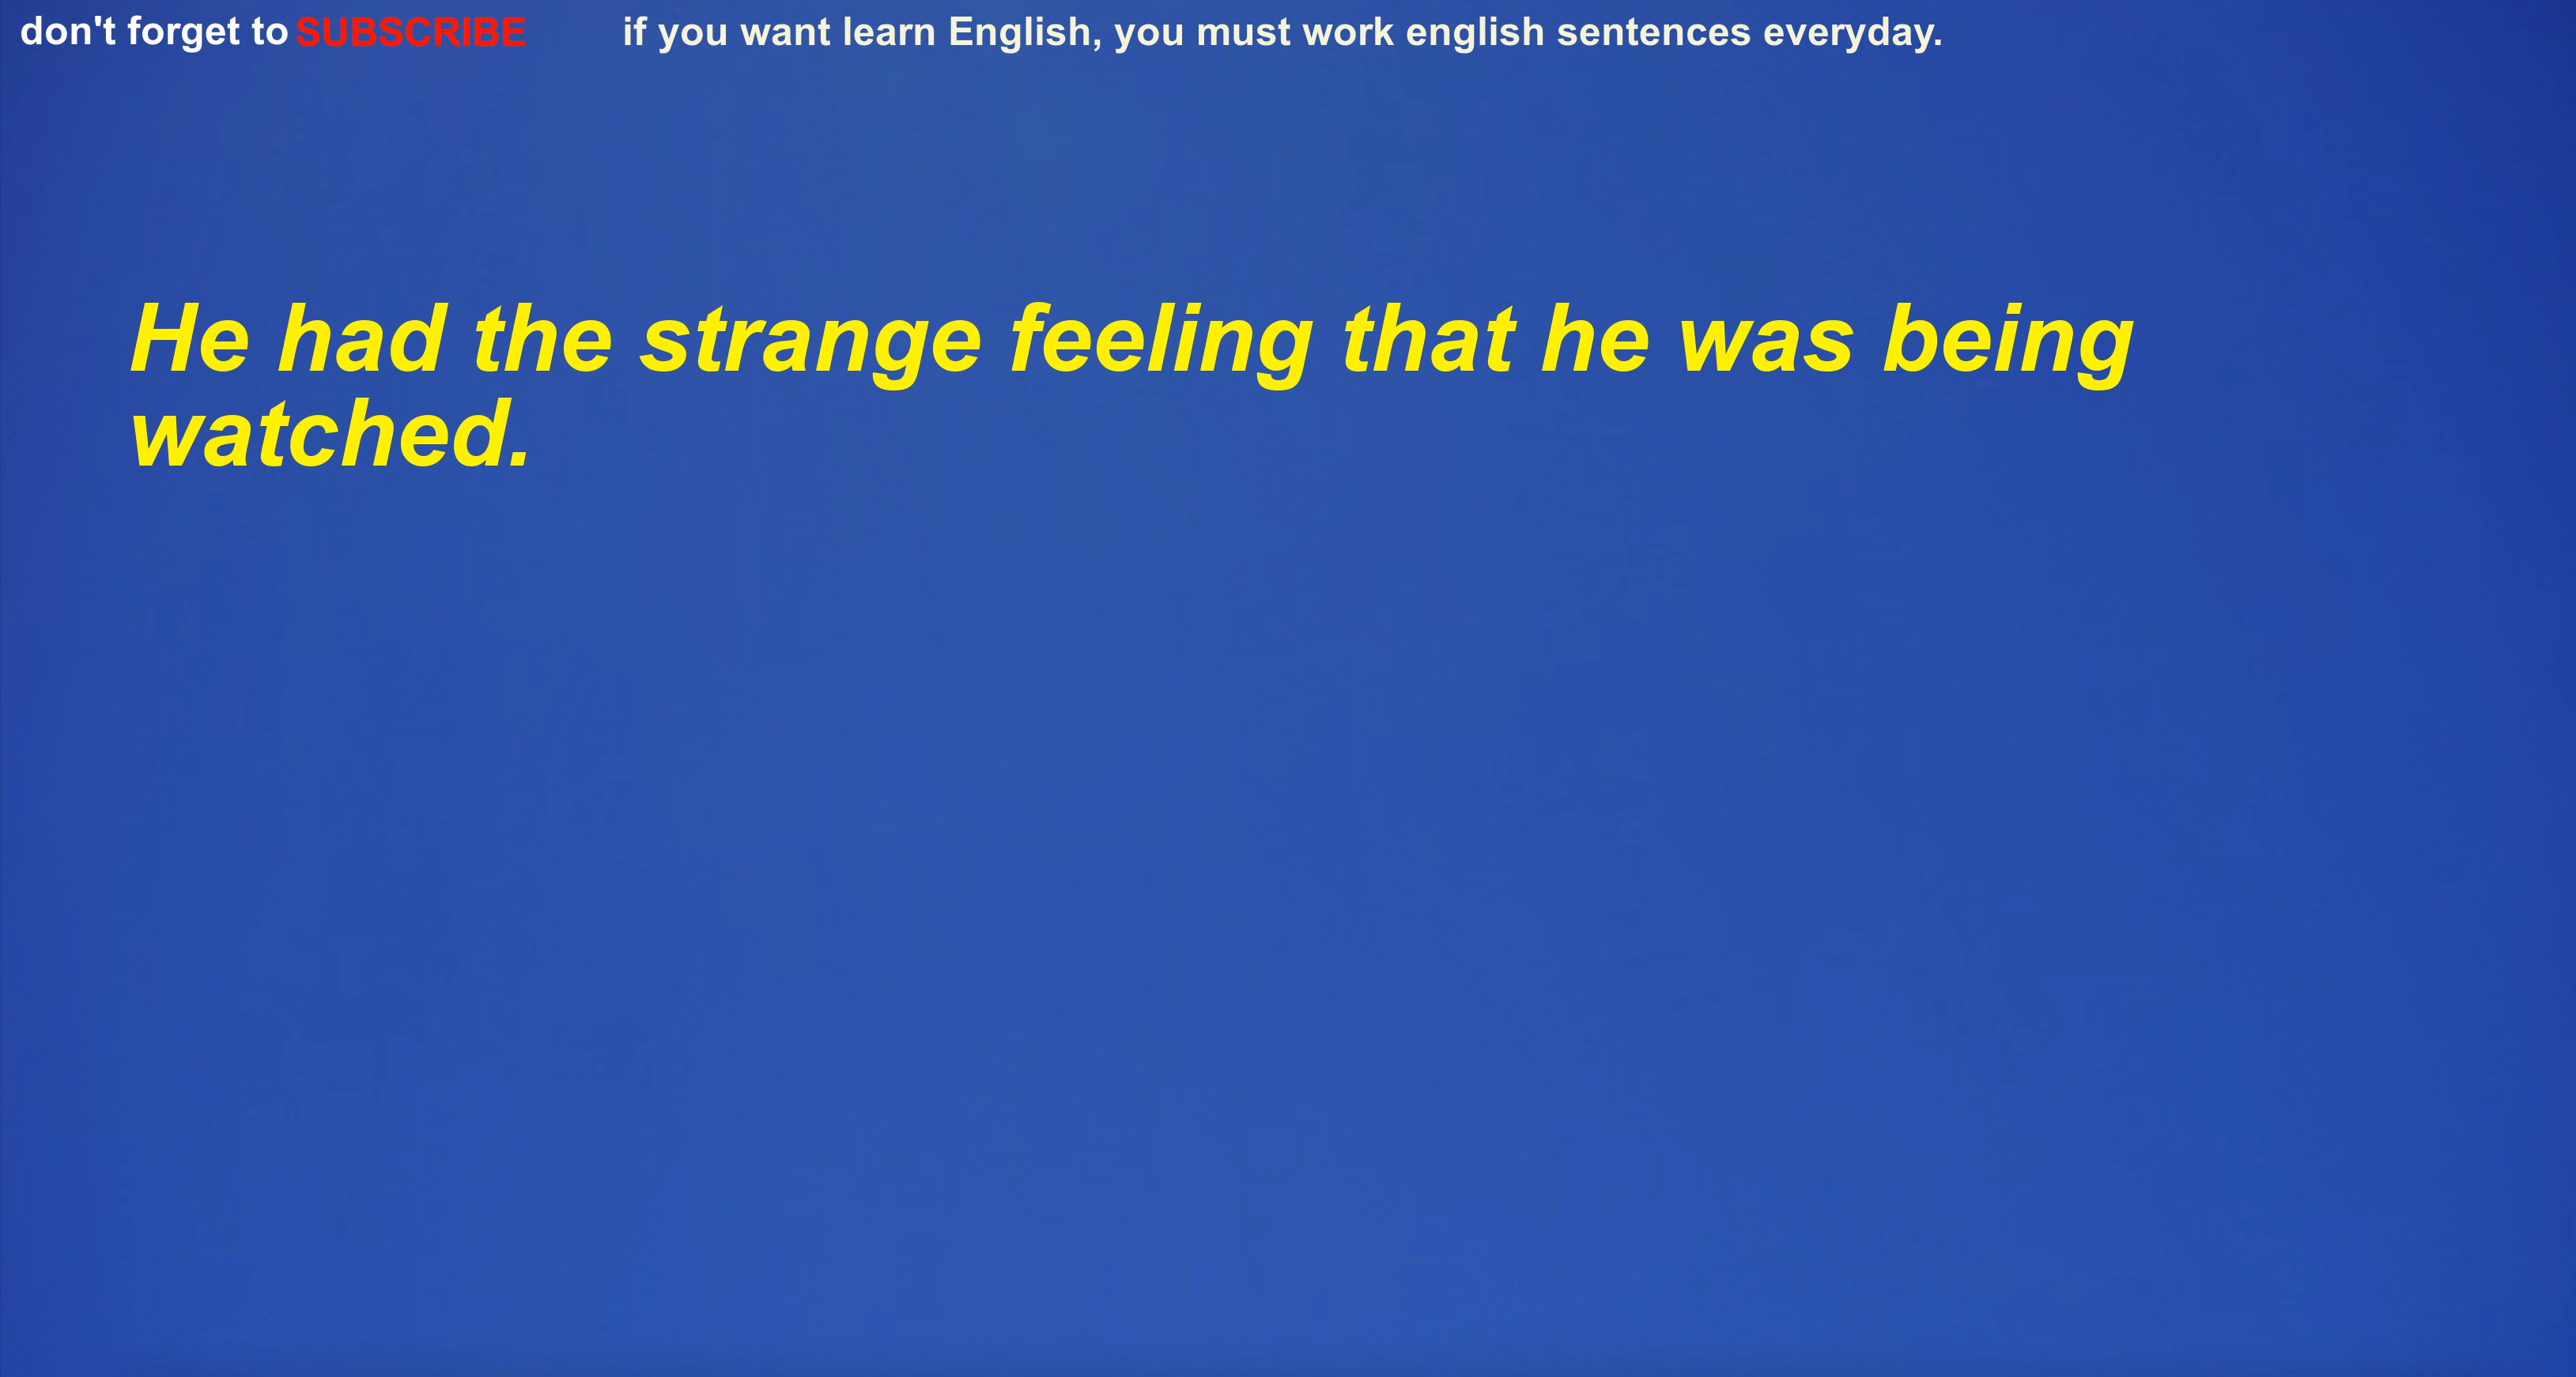 don't forget to SUBSCRIBE if you want learn English, you must work english sentences everyday.
He had the strange feeling that he was being
watched.